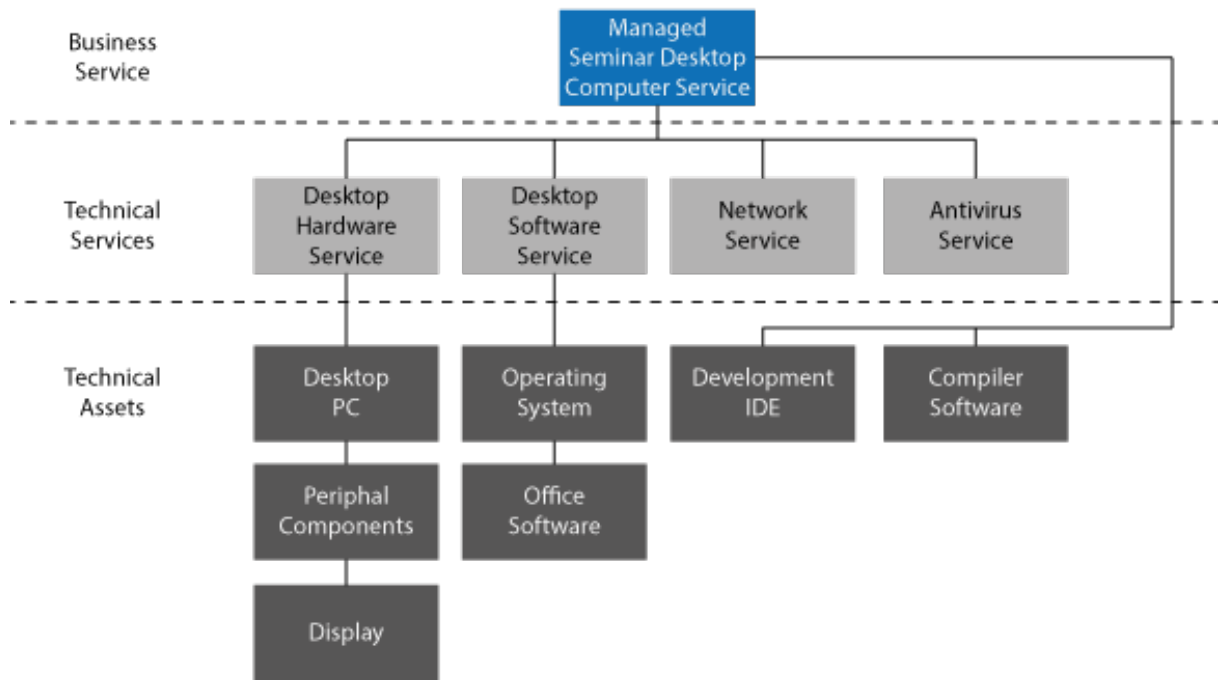 Business
Service
Managed
Seminar Desktop
Computer Service
Technical
Services
Desktop
Hardware
Service
Desktop
Software
Service
Network
Service
Antivirus
Service
Technical
Assets
Desktop
PC
Operating
System
Development
IDE
Compiler
Software
Periphal
Components
Office
Software
Display